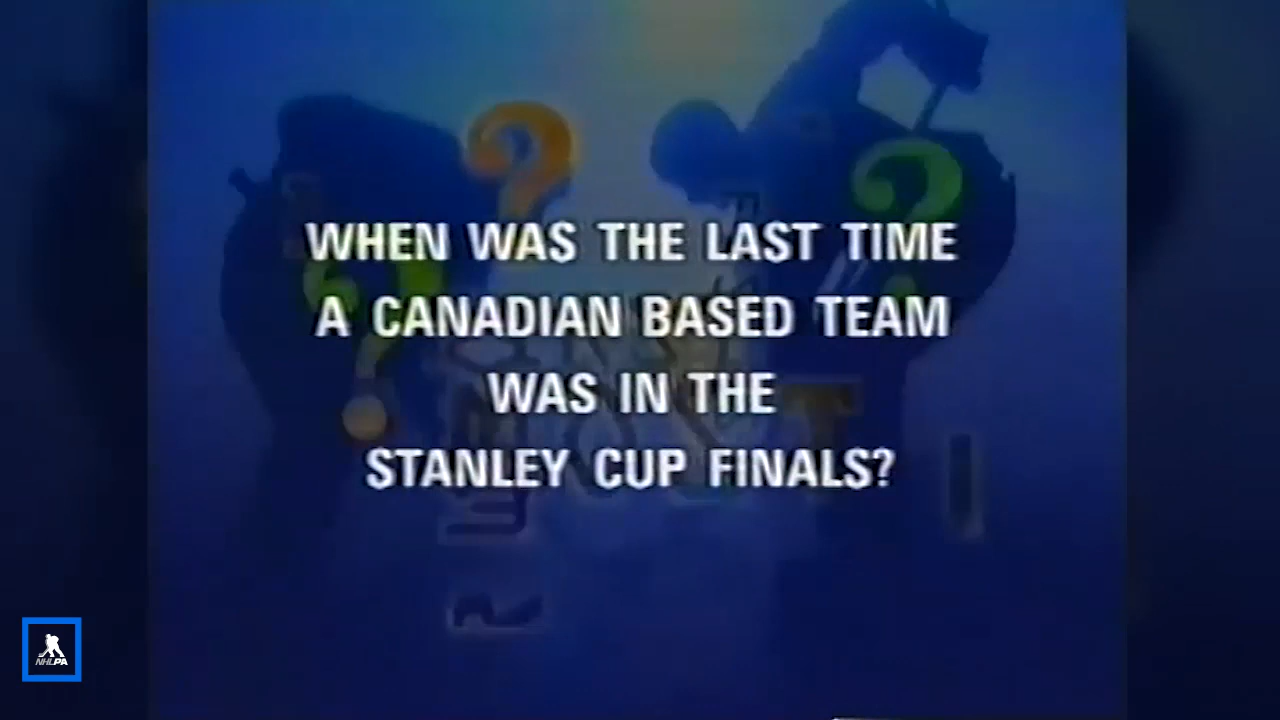 WHEN WAS THE LAST TIME
A CANADIAN BASED TEAM
WAS IN THE
STANLEY CUP FINALS?
NHLPA